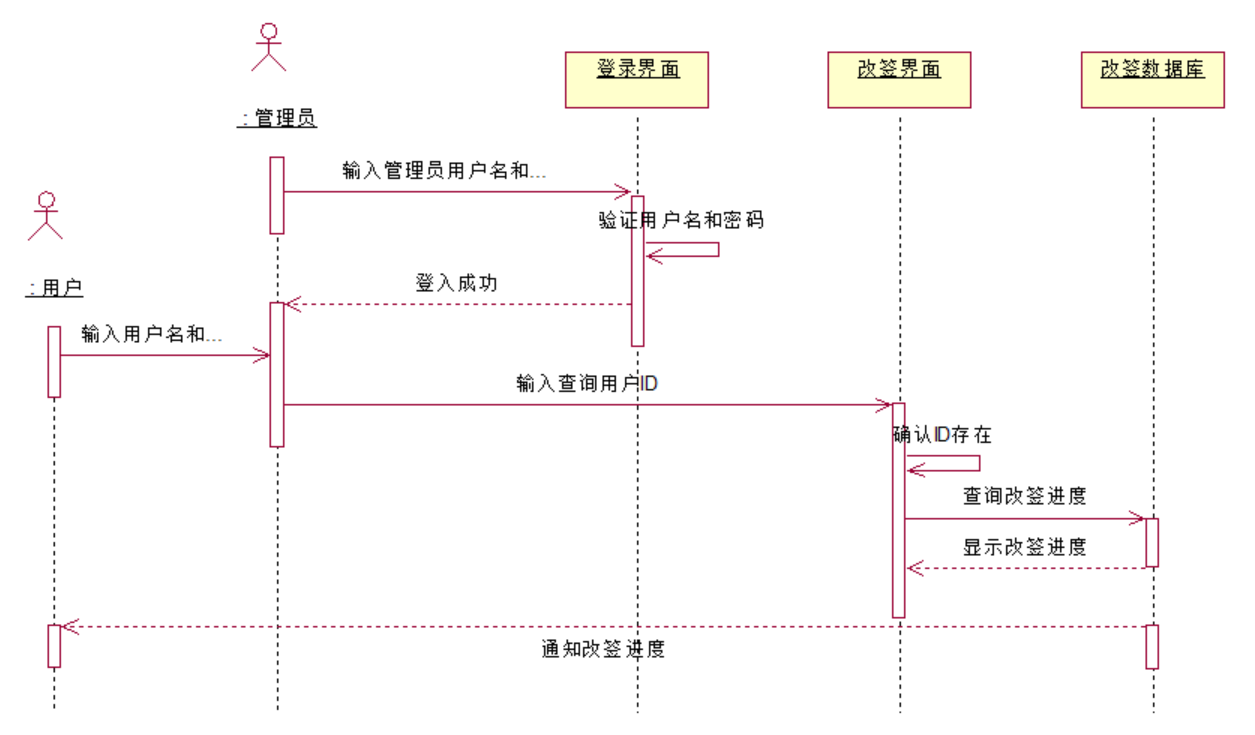 登录界面
改签界面
改签数据库
: 管理员
输入管理员用户名和...
验证用户名和密码
登入成功
: 用户
输入用户名和...
输入查询用户ID
确认ID存在
查询改签进度
显示改签进度
通知改签进度